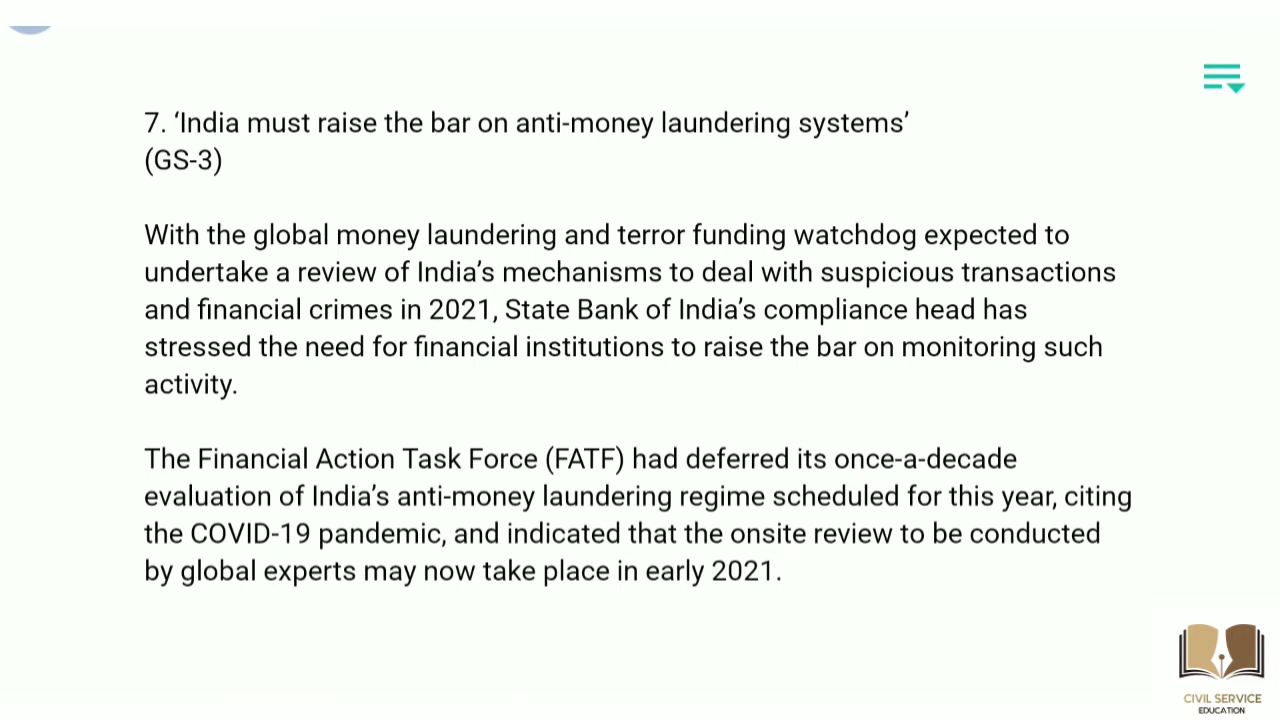 7. ‘India must raise the bar on anti-money laundering systems’
(GS-3)
With the global money laundering and terror funding watchdog expected to
undertake a review of India’s mechanisms to deal with suspicious transactions
and financial crimes in 2021, State Bank of India’s compliance head has
stressed the need for financial institutions to raise the bar on monitoring such
activity.
The Financial Action Task Force (FATF) had deferred its once-a-decade
evaluation of India’s anti-money laundering regime scheduled for this year, citing
the COVID-19 pandemic, and indicated that the onsite review to be conducted
by global experts may now take place in early 2021.
CIVIL SERVICE
EDUCATION